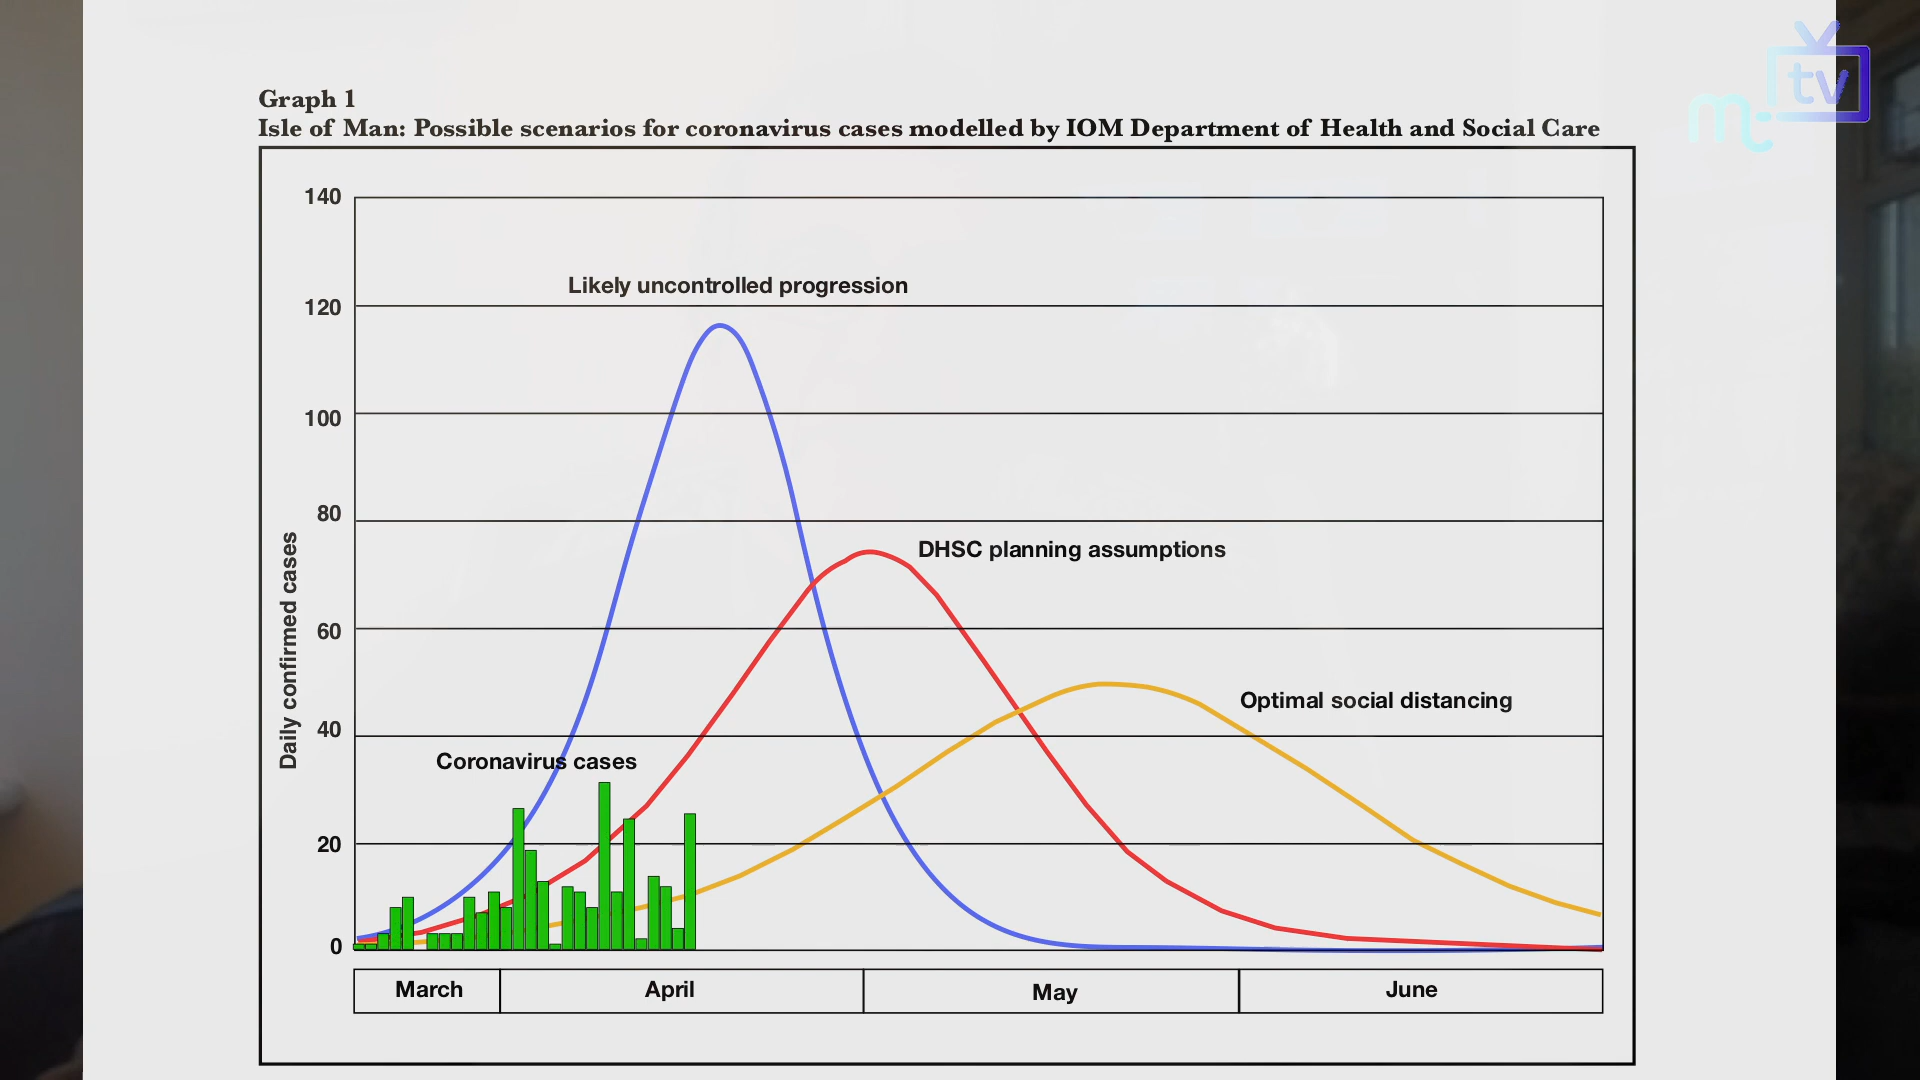 Graph 1
Isle of Man: Possible scenarios for coronavirus cases modelled by IOM Department of Health and Social Care
m tv
140
Likely uncontrolled progression
120
100
80
DHSC planning assumptions
60
Optimal social distancing
40
Daily confirmed cases
Coronavirus cases
20
0
March April May June